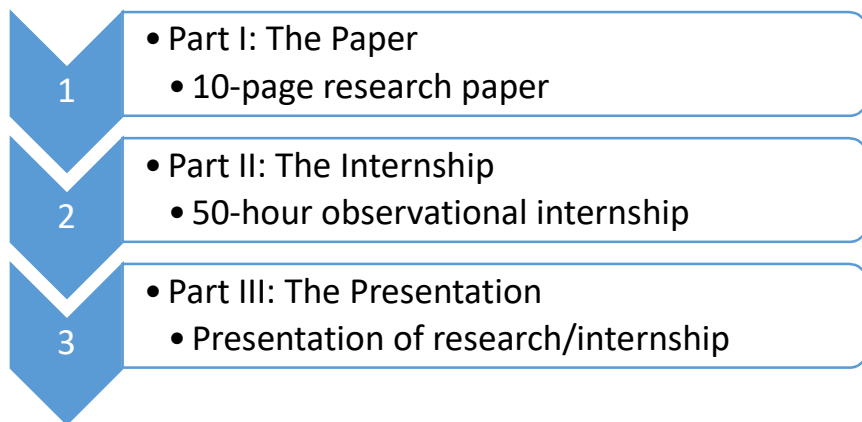 1
• Part I: The Paper
• 10-page research paper
2
• Part II: The Internship
• 50-hour observational internship
3
• Part III: The Presentation
• Presentation of research/internship